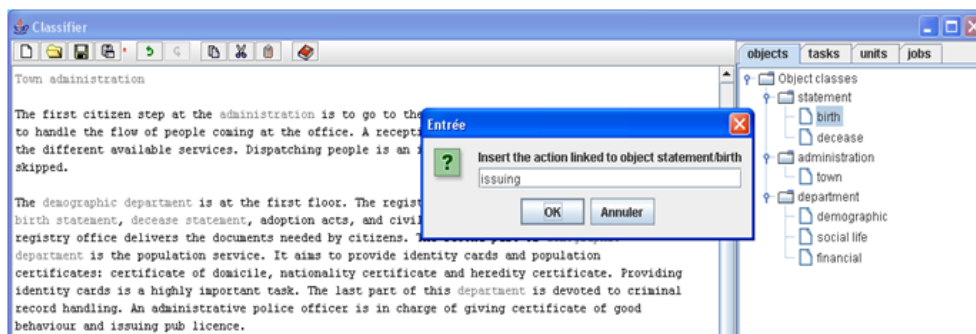 Classifier
objects tasks units jobs
Town administration
The first citizen step at the administration is to go to the
to handle the flow of people coming at the office. A recepti
the different available services. Dispatching people is an
skipped.
The demographic department is at the first floor. The regist
birth statement, decease statement, adoption acts, and civil
registry office delivers the documents needed by citizens.
department is the population service. It aims to provide identity cards and population
certificates: certificate of domicile, nationality certificate and heredity certificate. Providing
identity cards is a highly important task. The last part of this department is devoted to criminal
record handling. An administrative police officer is in charge of giving certificate of good
behaviour and issuing pub licence.
Entrée
Insert the action linked to object statement/birth
issuing
OK Annuler
Object classes
statement
birth
decease
administration
town
department
demographic
social life
financial